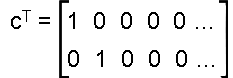 cᵀ = [1 0 0 0 0 ...
0 1 0 0 0 ...]